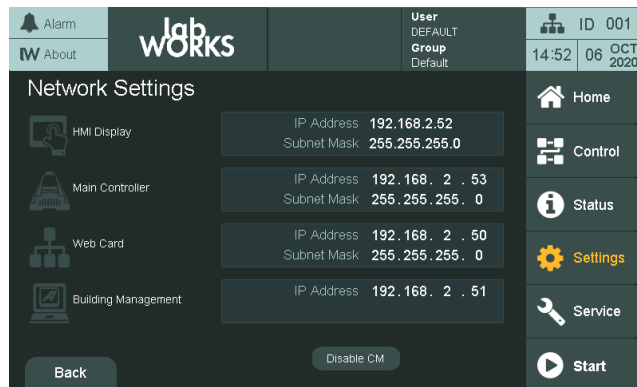 Alarm
IW About
lab
WORKS
User
DEFAULT
Group
Default
ID 001
14:52 06 OCT 2020
Network Settings
HMI Display
IP Address 192.168.2.52
Subnet Mask 255.255.255.0
Main Controller
IP Address 192.168. 2 . 53
Subnet Mask 255.255.255. 0
Web Card
IP Address 192.168. 2 . 50
Subnet Mask 255.255.255. 0
Building Management
IP Address 192.168. 2 . 51
Disable CM
Back
Home
Control
Status
Settings
Service
Start